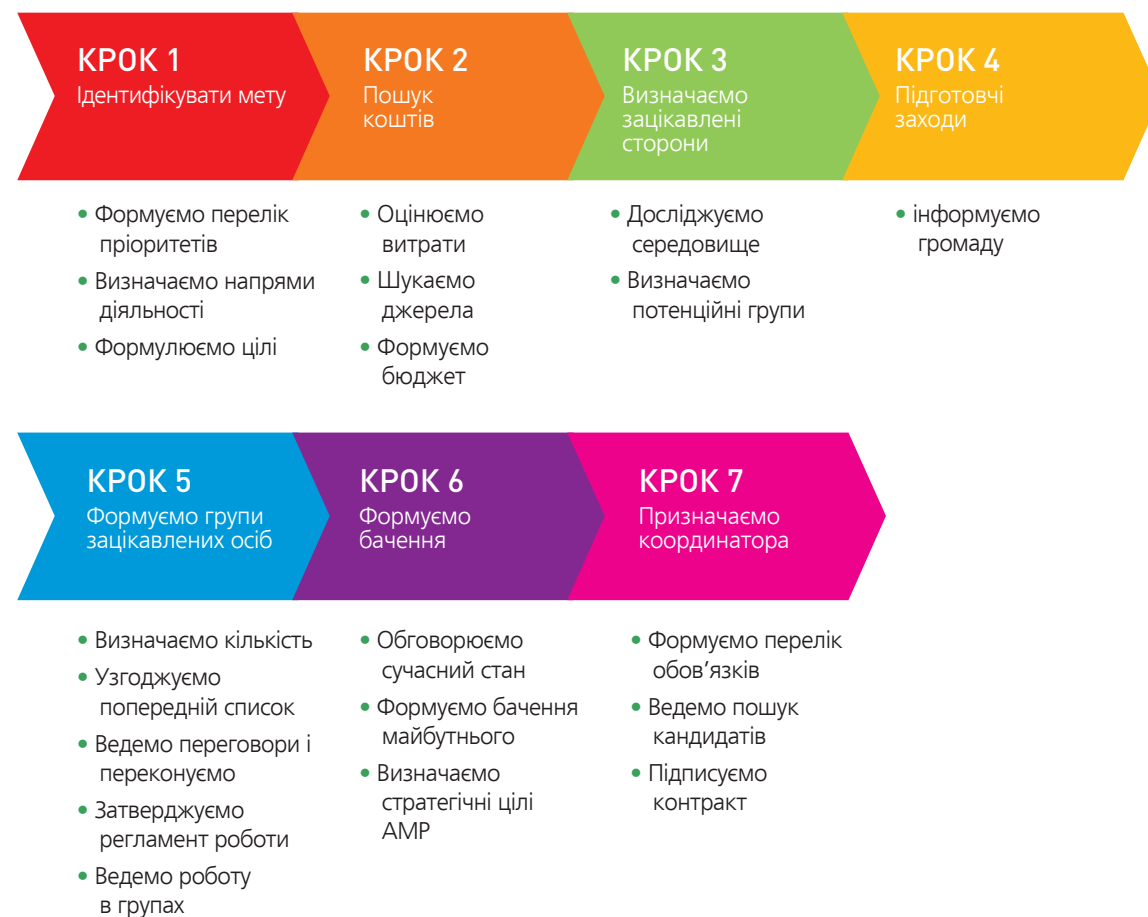 КРОК 1
Ідентифікувати мету
• Формуємо перелік
пріоритетів
• Визначаємо напрями
діяльності
• Формулюємо цілі
КРОК 2
Пошук
коштів
• Оцінюємо
витрати
• Шукаємо
джерела
• Формуємо
бюджет
КРОК 3
Визначаємо
зацікавлені
сторони
• Досліджуємо
середовище
• Визначаємо
потенційні групи
КРОК 4
Підготовчі
заходи
• інформуємо
громаду
КРОК 5
Формуємо групи
зацікавлених осіб
• Визначаємо кількість
• Узгоджуємо
попередній список
• Ведемо переговори і
переконуємо
• Затверджуємо
регламент роботи
• Ведемо роботу
в групах
КРОК 6
Формуємо
бачення
• Обговорюємо
сучасний стан
• Формуємо бачення
майбутнього
• Визначаємо
стратегічні цілі
АМР
КРОК 7
Призначаємо
координатора
• Формуємо перелік
обов’язків
• Ведемо пошук
кандидатів
• Підписуємо
контракт